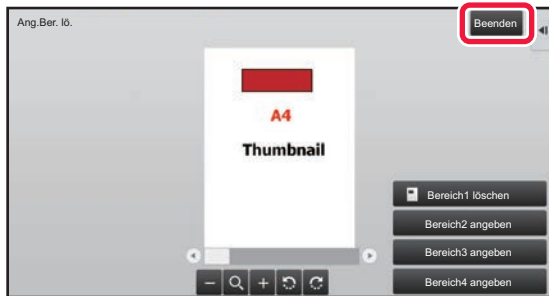 Ang.Ber. lö.
Beenden
A4
Thumbnail
Bereich1 löschen
Bereich2 angeben
Bereich3 angeben
Bereich4 angeben